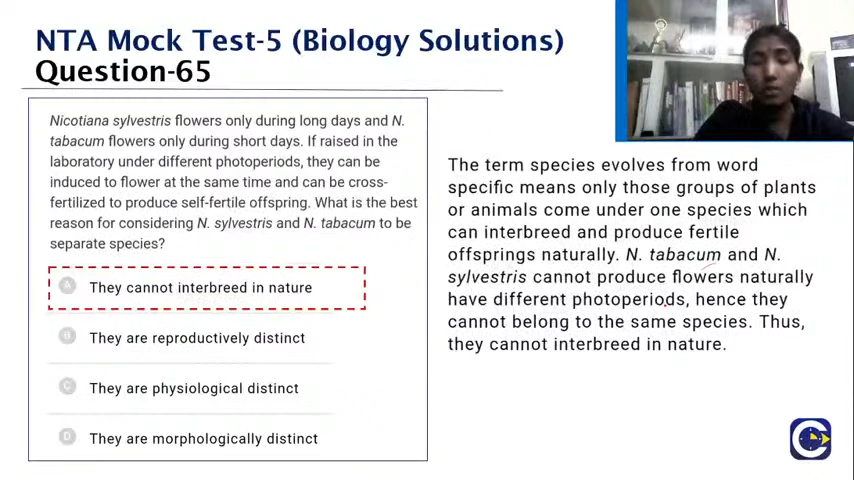 NTA Mock Test-5 (Biology Solutions)
Question-65
Nicotiana sylvestris flowers only during long days and N.
tabacum flowers only during short days. If raised in the
laboratory under different photoperiods, they can be
induced to flower at the same time and can be cross-
fertilized to produce self-fertile offspring. What is the best
reason for considering N. sylvestris and N. tabacum to be
separate species?
A They cannot interbreed in nature
B They are reproductively distinct
C They are physiological distinct
D They are morphologically distinct
The term species evolves from word
specific means only those groups of plants
or animals come under one species which
can interbreed and produce fertile
offsprings naturally. N. tabacum and N.
sylvestris cannot produce flowers naturally
have different photoperiods, hence they
cannot belong to the same species. Thus,
they cannot interbreed in nature.